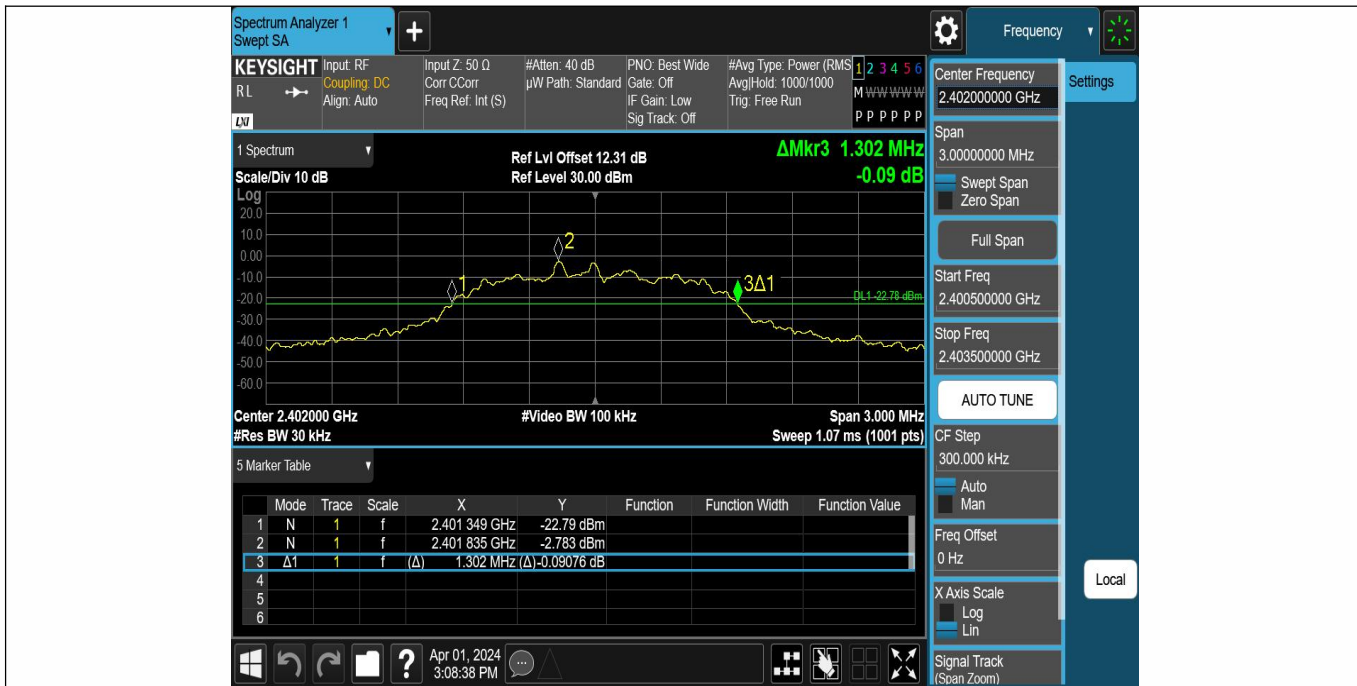 Spectrum Analyzer 1
Swept SA
+
Frequency
KEYSIGHT
RL
LXI
Input: RF
Coupling: DC
Align: Auto
Input Z: 50 Ω
Corr CCorr
Freq Ref: Int (S)
#Atten: 40 dB
µW Path: Standard
PNO: Best Wide
Gate: Off
IF Gain: Low
Sig Track: Off
#Avg Type: Power (RMS
Avg|Hold: 1000/1000
Trig: Free Run
1 2 3 4 5 6
M W W W W W
P P P P P P
1 Spectrum
Scale/Div 10 dB
Ref Lvl Offset 12.31 dB
Ref Level 30.00 dBm
ΔMkr3 1.302 MHz
-0.09 dB
Log
20.0
10.0
0.00
-10.0
-20.0
-30.0
-40.0
-50.0
-60.0
1
2
3Δ1
DL1 -22.78 dBm
Center 2.402000 GHz
#Video BW 100 kHz
Span 3.000 MHz
#Res BW 30 kHz
Sweep 1.07 ms (1001 pts)
5 Marker Table
Mode Trace Scale X Y Function Function Width Function Value
1 N 1 f 2.401 349 GHz -22.79 dBm
2 N 1 f 2.401 835 GHz -2.783 dBm
3 Δ1 1 f (Δ) 1.302 MHz (Δ) -0.09076 dB
4
5
6
?
Apr 01, 2024
3:08:38 PM
Center Frequency
2.402000000 GHz
Settings
Span
3.00000000 MHz
Swept Span
Zero Span
Full Span
Start Freq
2.400500000 GHz
Stop Freq
2.403500000 GHz
AUTO TUNE
CF Step
300.000 kHz
Auto
Man
Freq Offset
0 Hz
Local
X Axis Scale
Log
Lin
Signal Track
(Span Zoom)